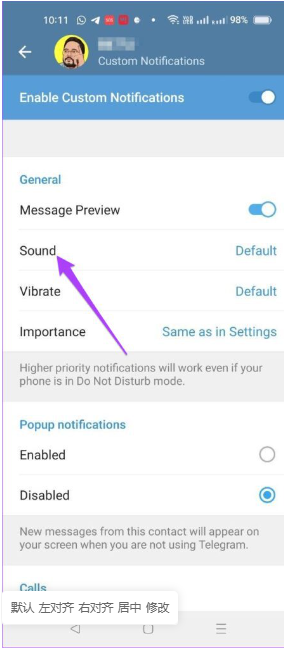 10:11
98%
Custom Notifications
Enable Custom Notifications
General
Message Preview
Sound Default
Vibrate Default
Importance Same as in Settings
Higher priority notifications will work even if your
phone is in Do Not Disturb mode.
Popup notifications
Enabled
Disabled
New messages from this contact will appear on
your screen when you are not using Telegram.
Calls
默认 左对齐 右对齐 居中 修改